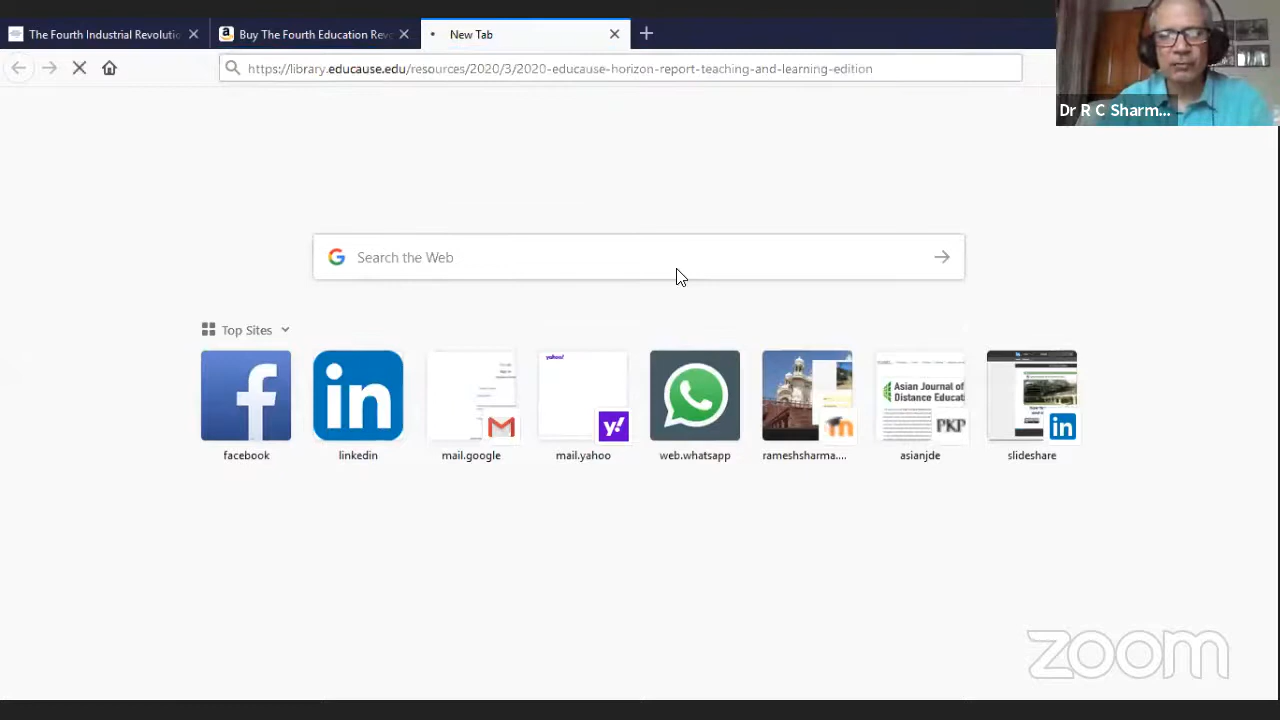 The Fourth Industrial Revolutio
Buy The Fourth Education Rev
New Tab
https://library.educause.edu/resources/2020/3/2020-educause-horizon-report-teaching-and-learning-edition
Dr R C Sharm...
Search the Web
Top Sites
yahoo!
y!
Asian Journal of
Distance Educati
PKP
facebook
linkedin
mail.google
mail.yahoo
web.whatsapp
rameshsharma....
asianjde
slideshare
zoom